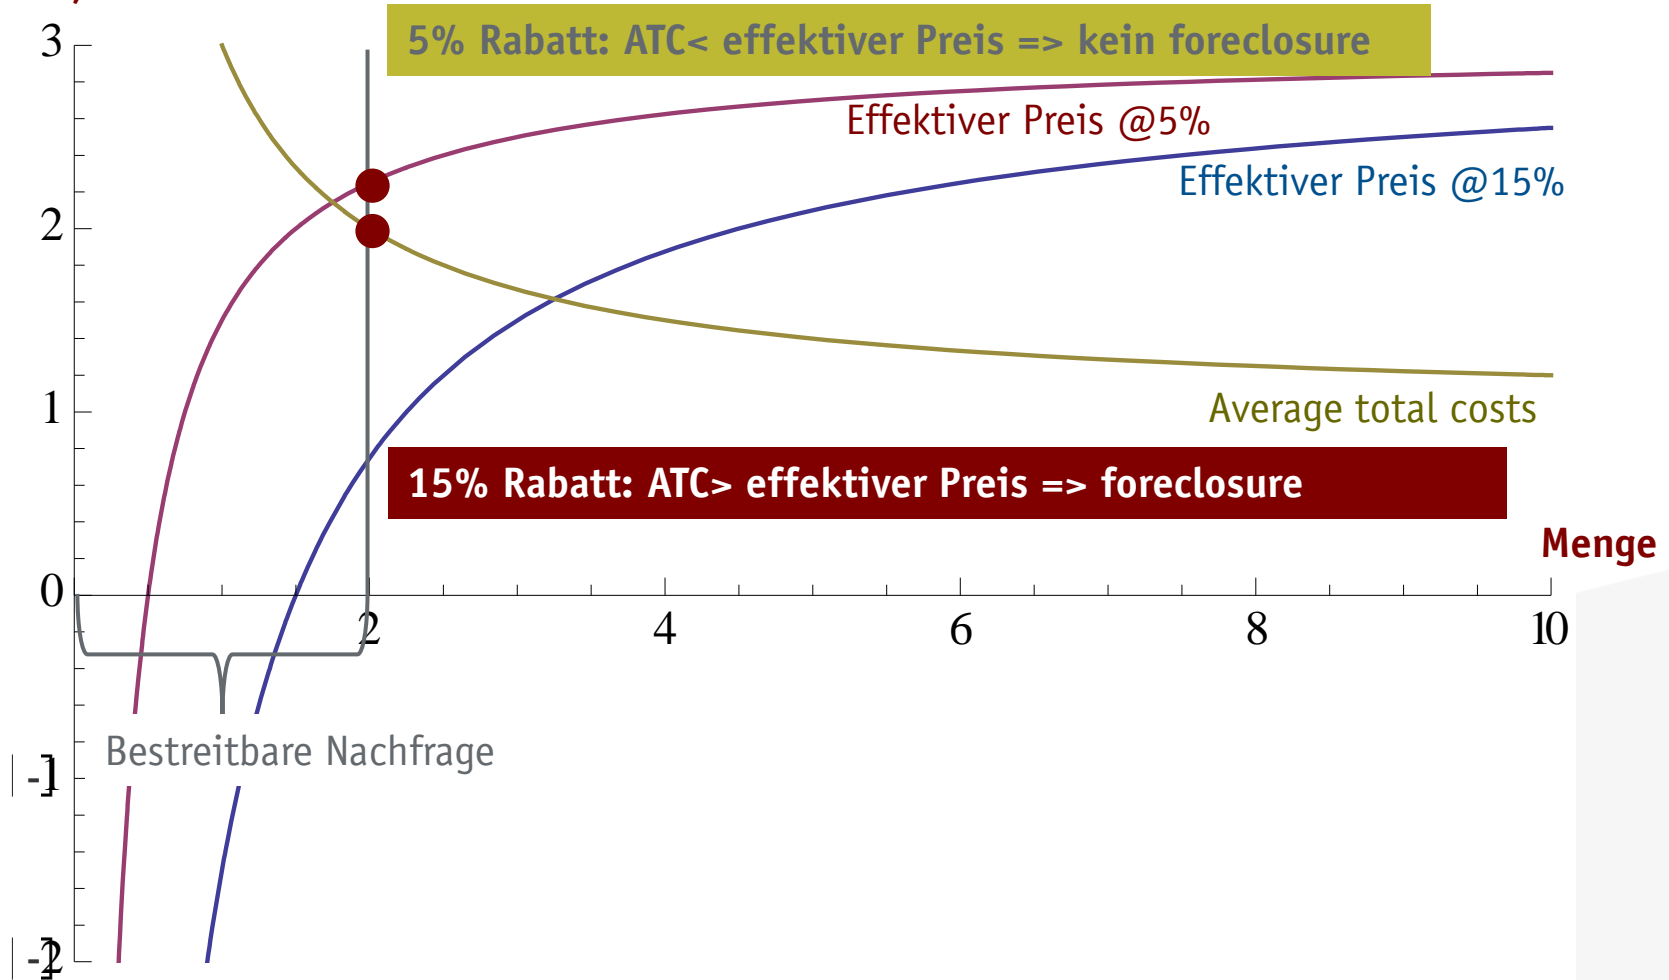 3
5% Rabatt: ATC< effektiver Preis => kein foreclosure
Effektiver Preis @5%
Effektiver Preis @15%
2
1
Average total costs
15% Rabatt: ATC> effektiver Preis => foreclosure
Menge
0
2 4 6 8 10
Bestreitbare Nachfrage
-1
-2